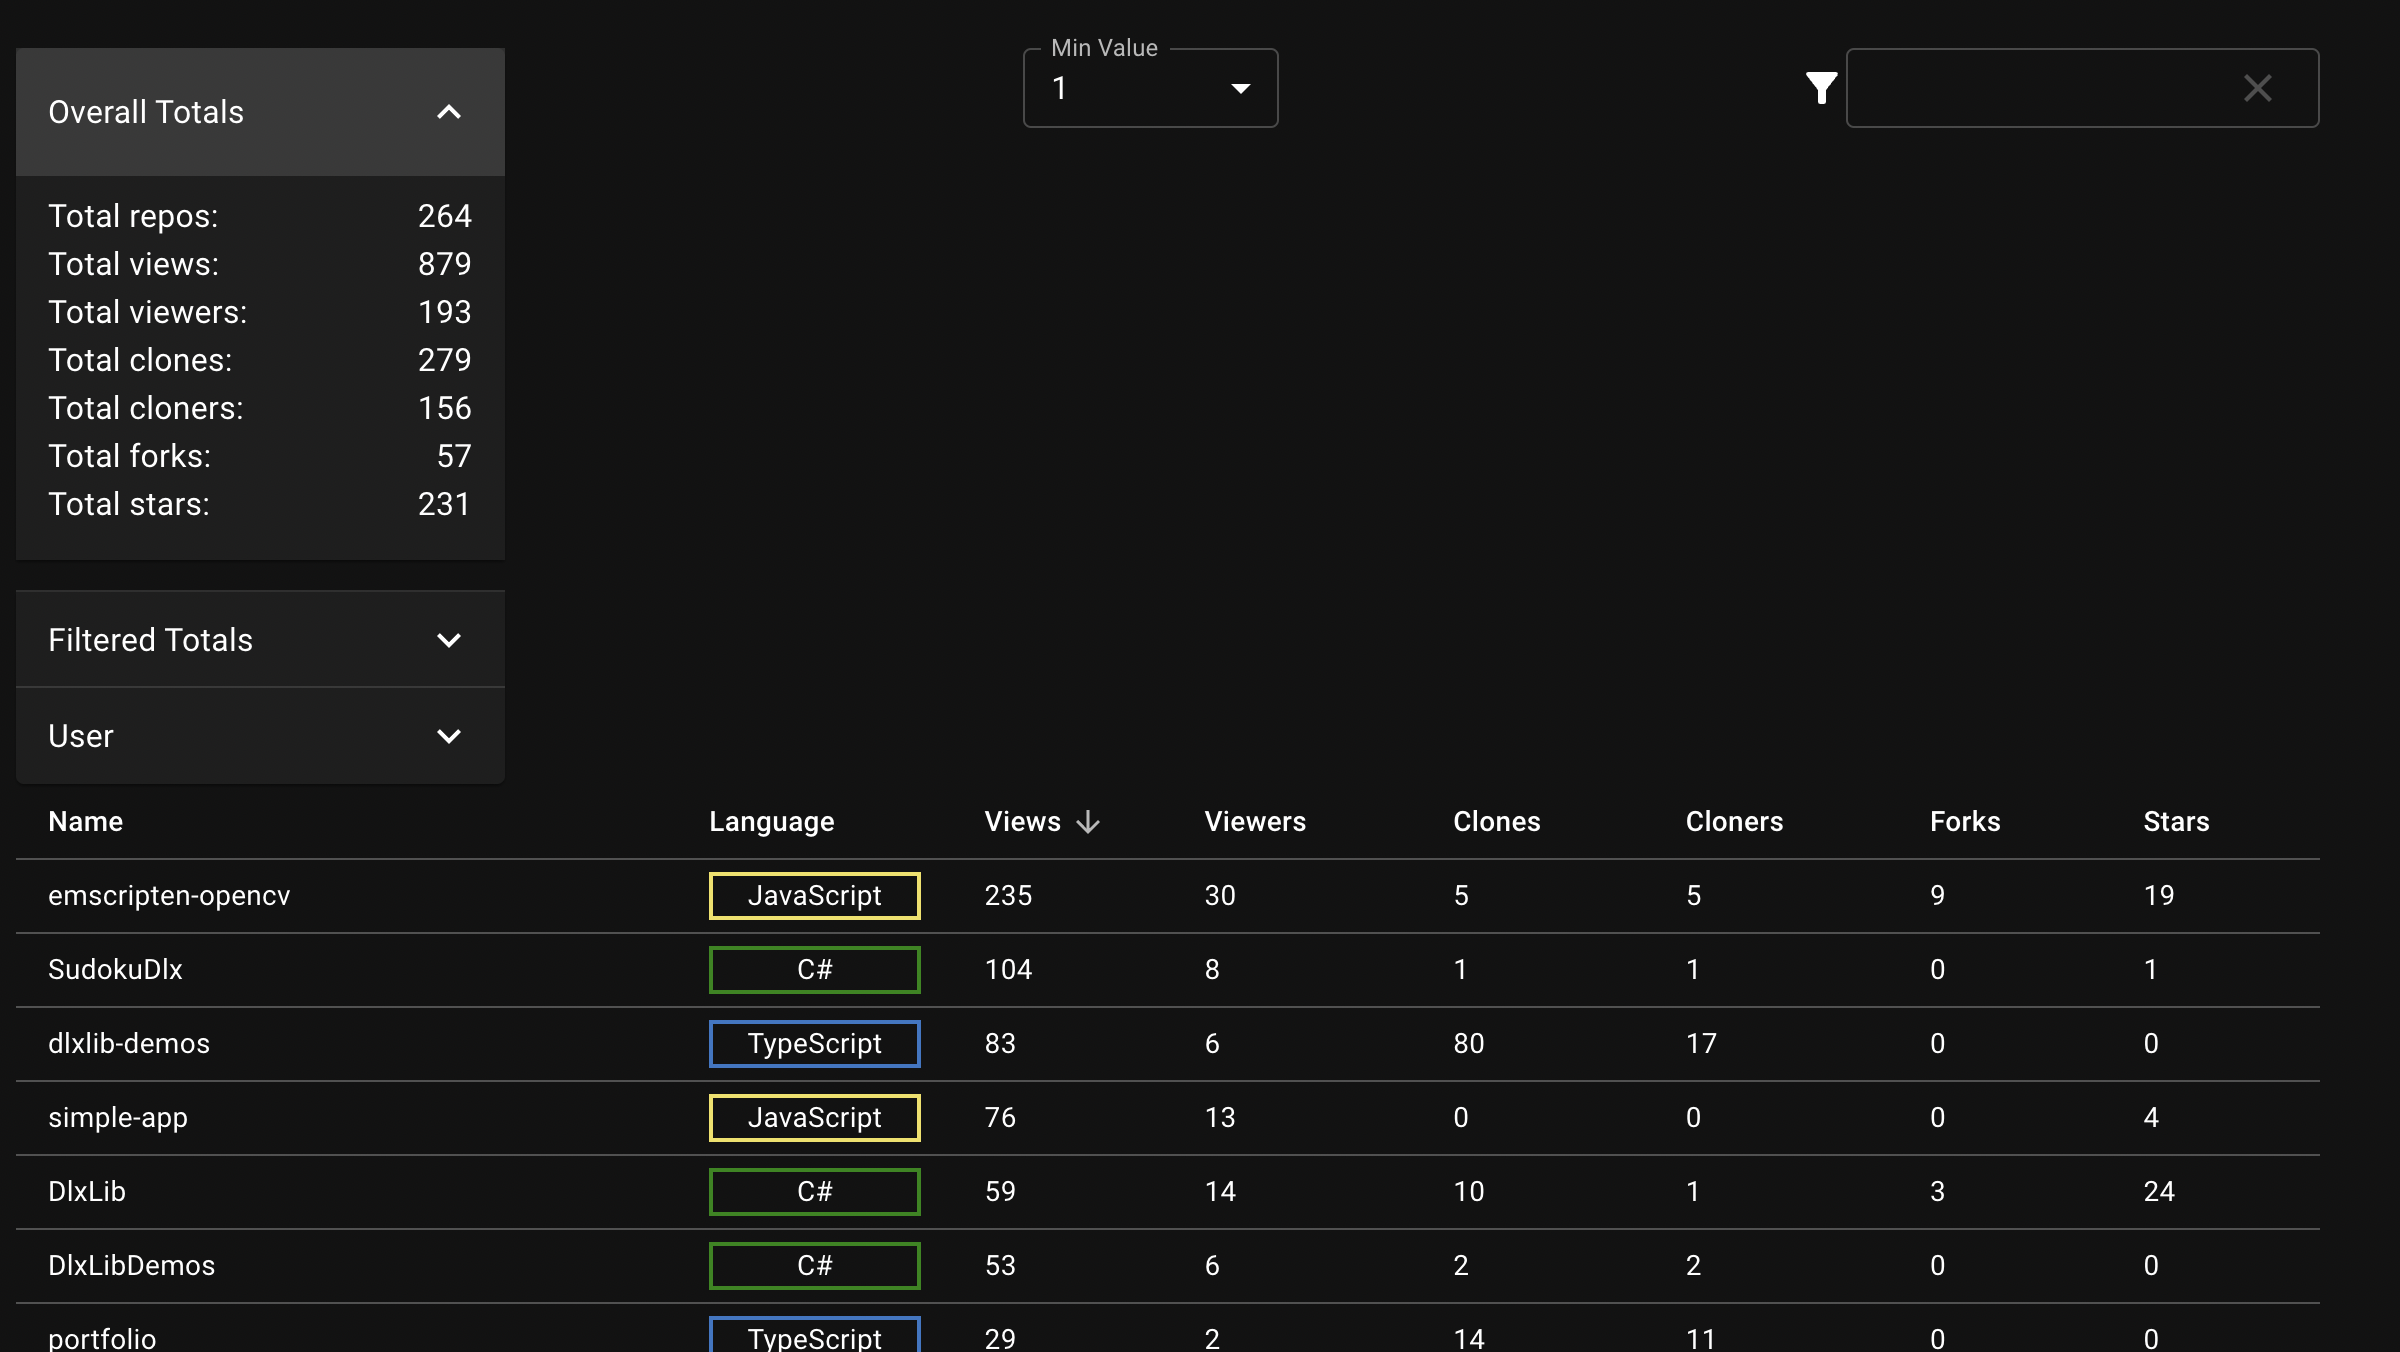 Overall Totals
Total repos: 264
Total views: 879
Total viewers: 193
Total clones: 279
Total cloners: 156
Total forks: 57
Total stars: 231
Filtered Totals
User
Min Value
1
Name Language Views Viewers Clones Cloners Forks Stars
emscripten-opencv JavaScript 235 30 5 5 9 19
SudokuDlx C# 104 8 1 1 0 1
dlxlib-demos TypeScript 83 6 80 17 0 0
simple-app JavaScript 76 13 0 0 0 4
DlxLib C# 59 14 10 1 3 24
DlxLibDemos C# 53 6 2 2 0 0
portfolio TypeScript 29 2 14 11 0 0